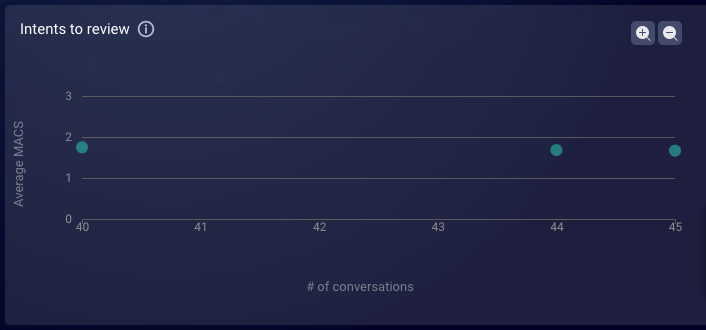 Intents to review
3
Average MACS
2
1
0
40 41 42 43 44 45
# of conversations